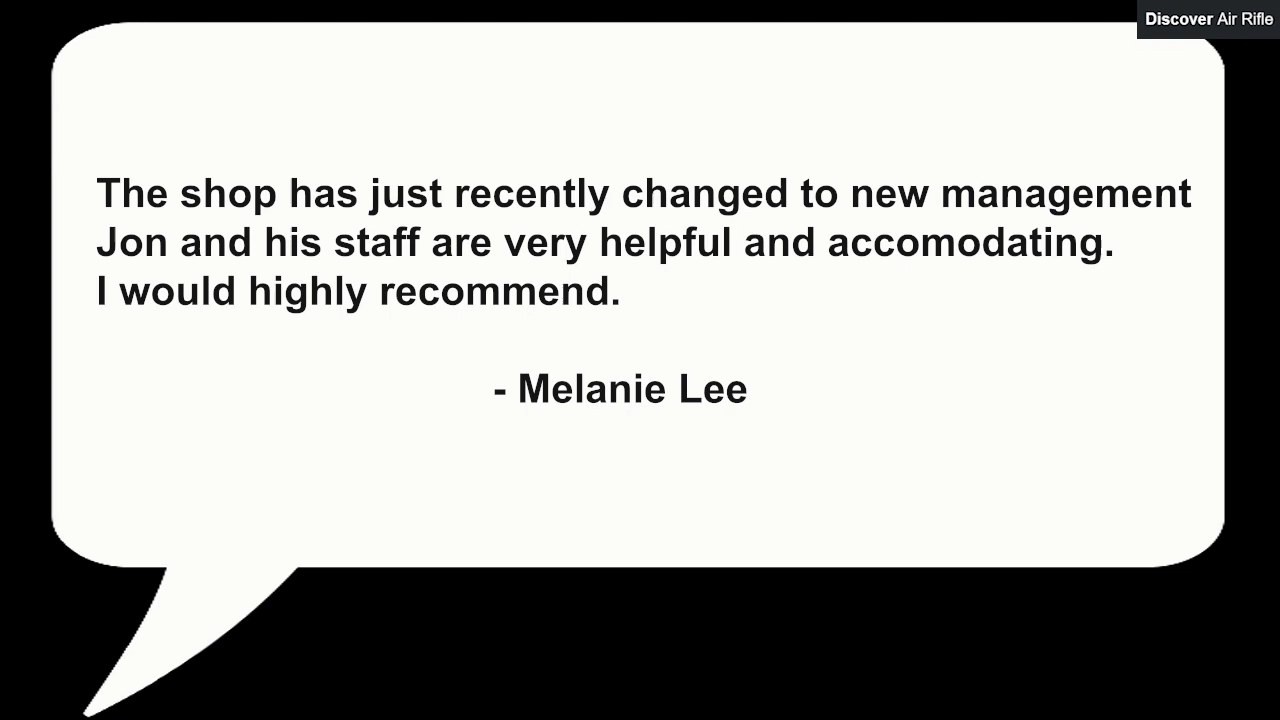 Discover Air Rifle
The shop has just recently changed to new management
Jon and his staff are very helpful and accomodating.
I would highly recommend.
- Melanie Lee